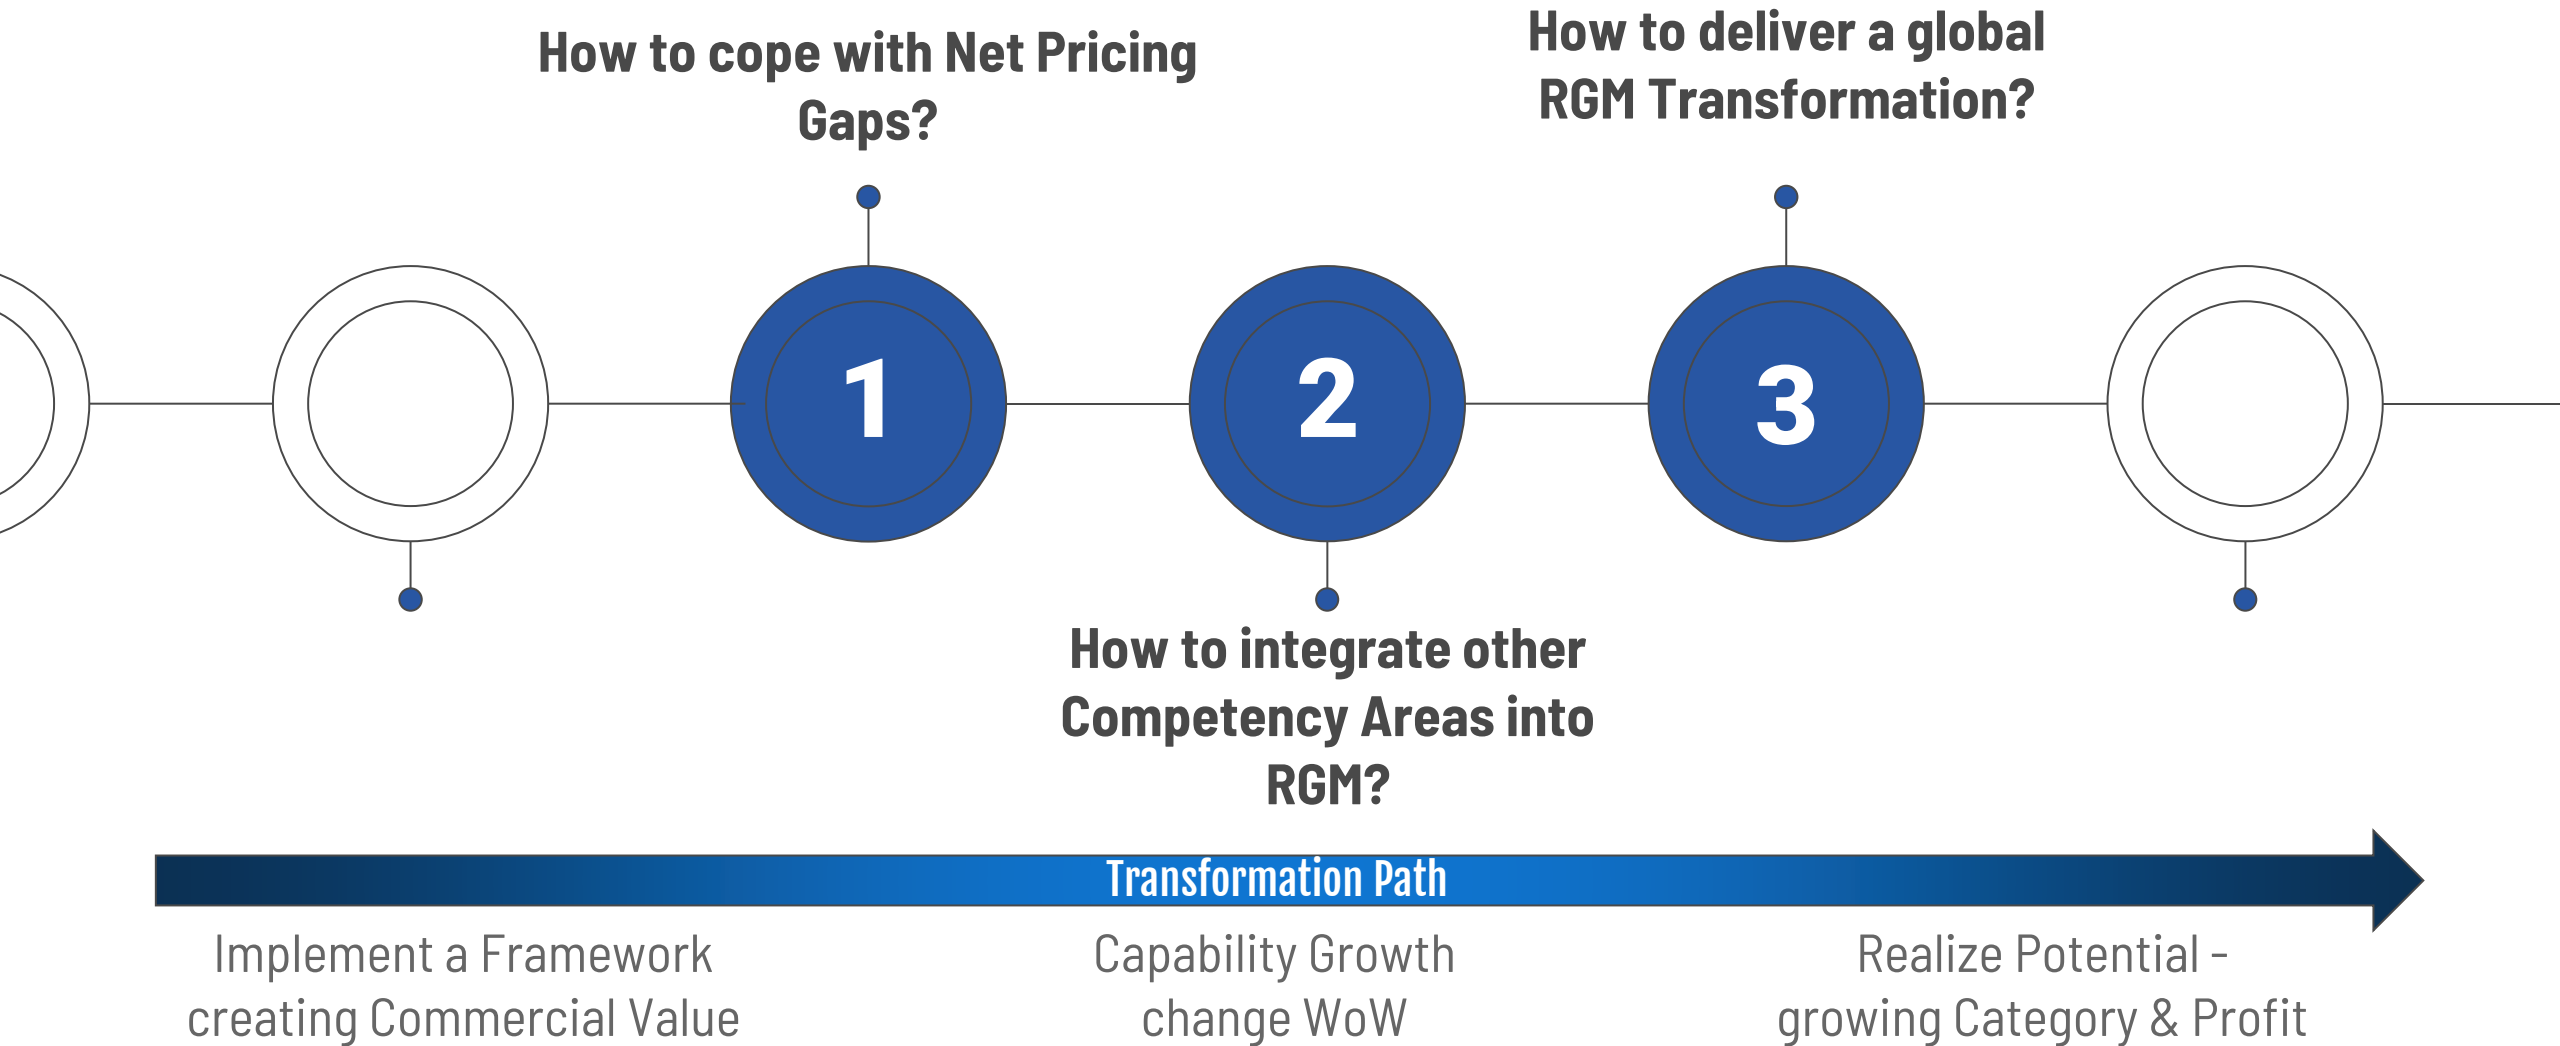 How to cope with Net Pricing
Gaps?
How to deliver a global
RGM Transformation?
1
2
3
How to integrate other
Competency Areas into
RGM?
Transformation Path
Implement a Framework
creating Commercial Value
Capability Growth
change WoW
Realize Potential -
growing Category & Profit